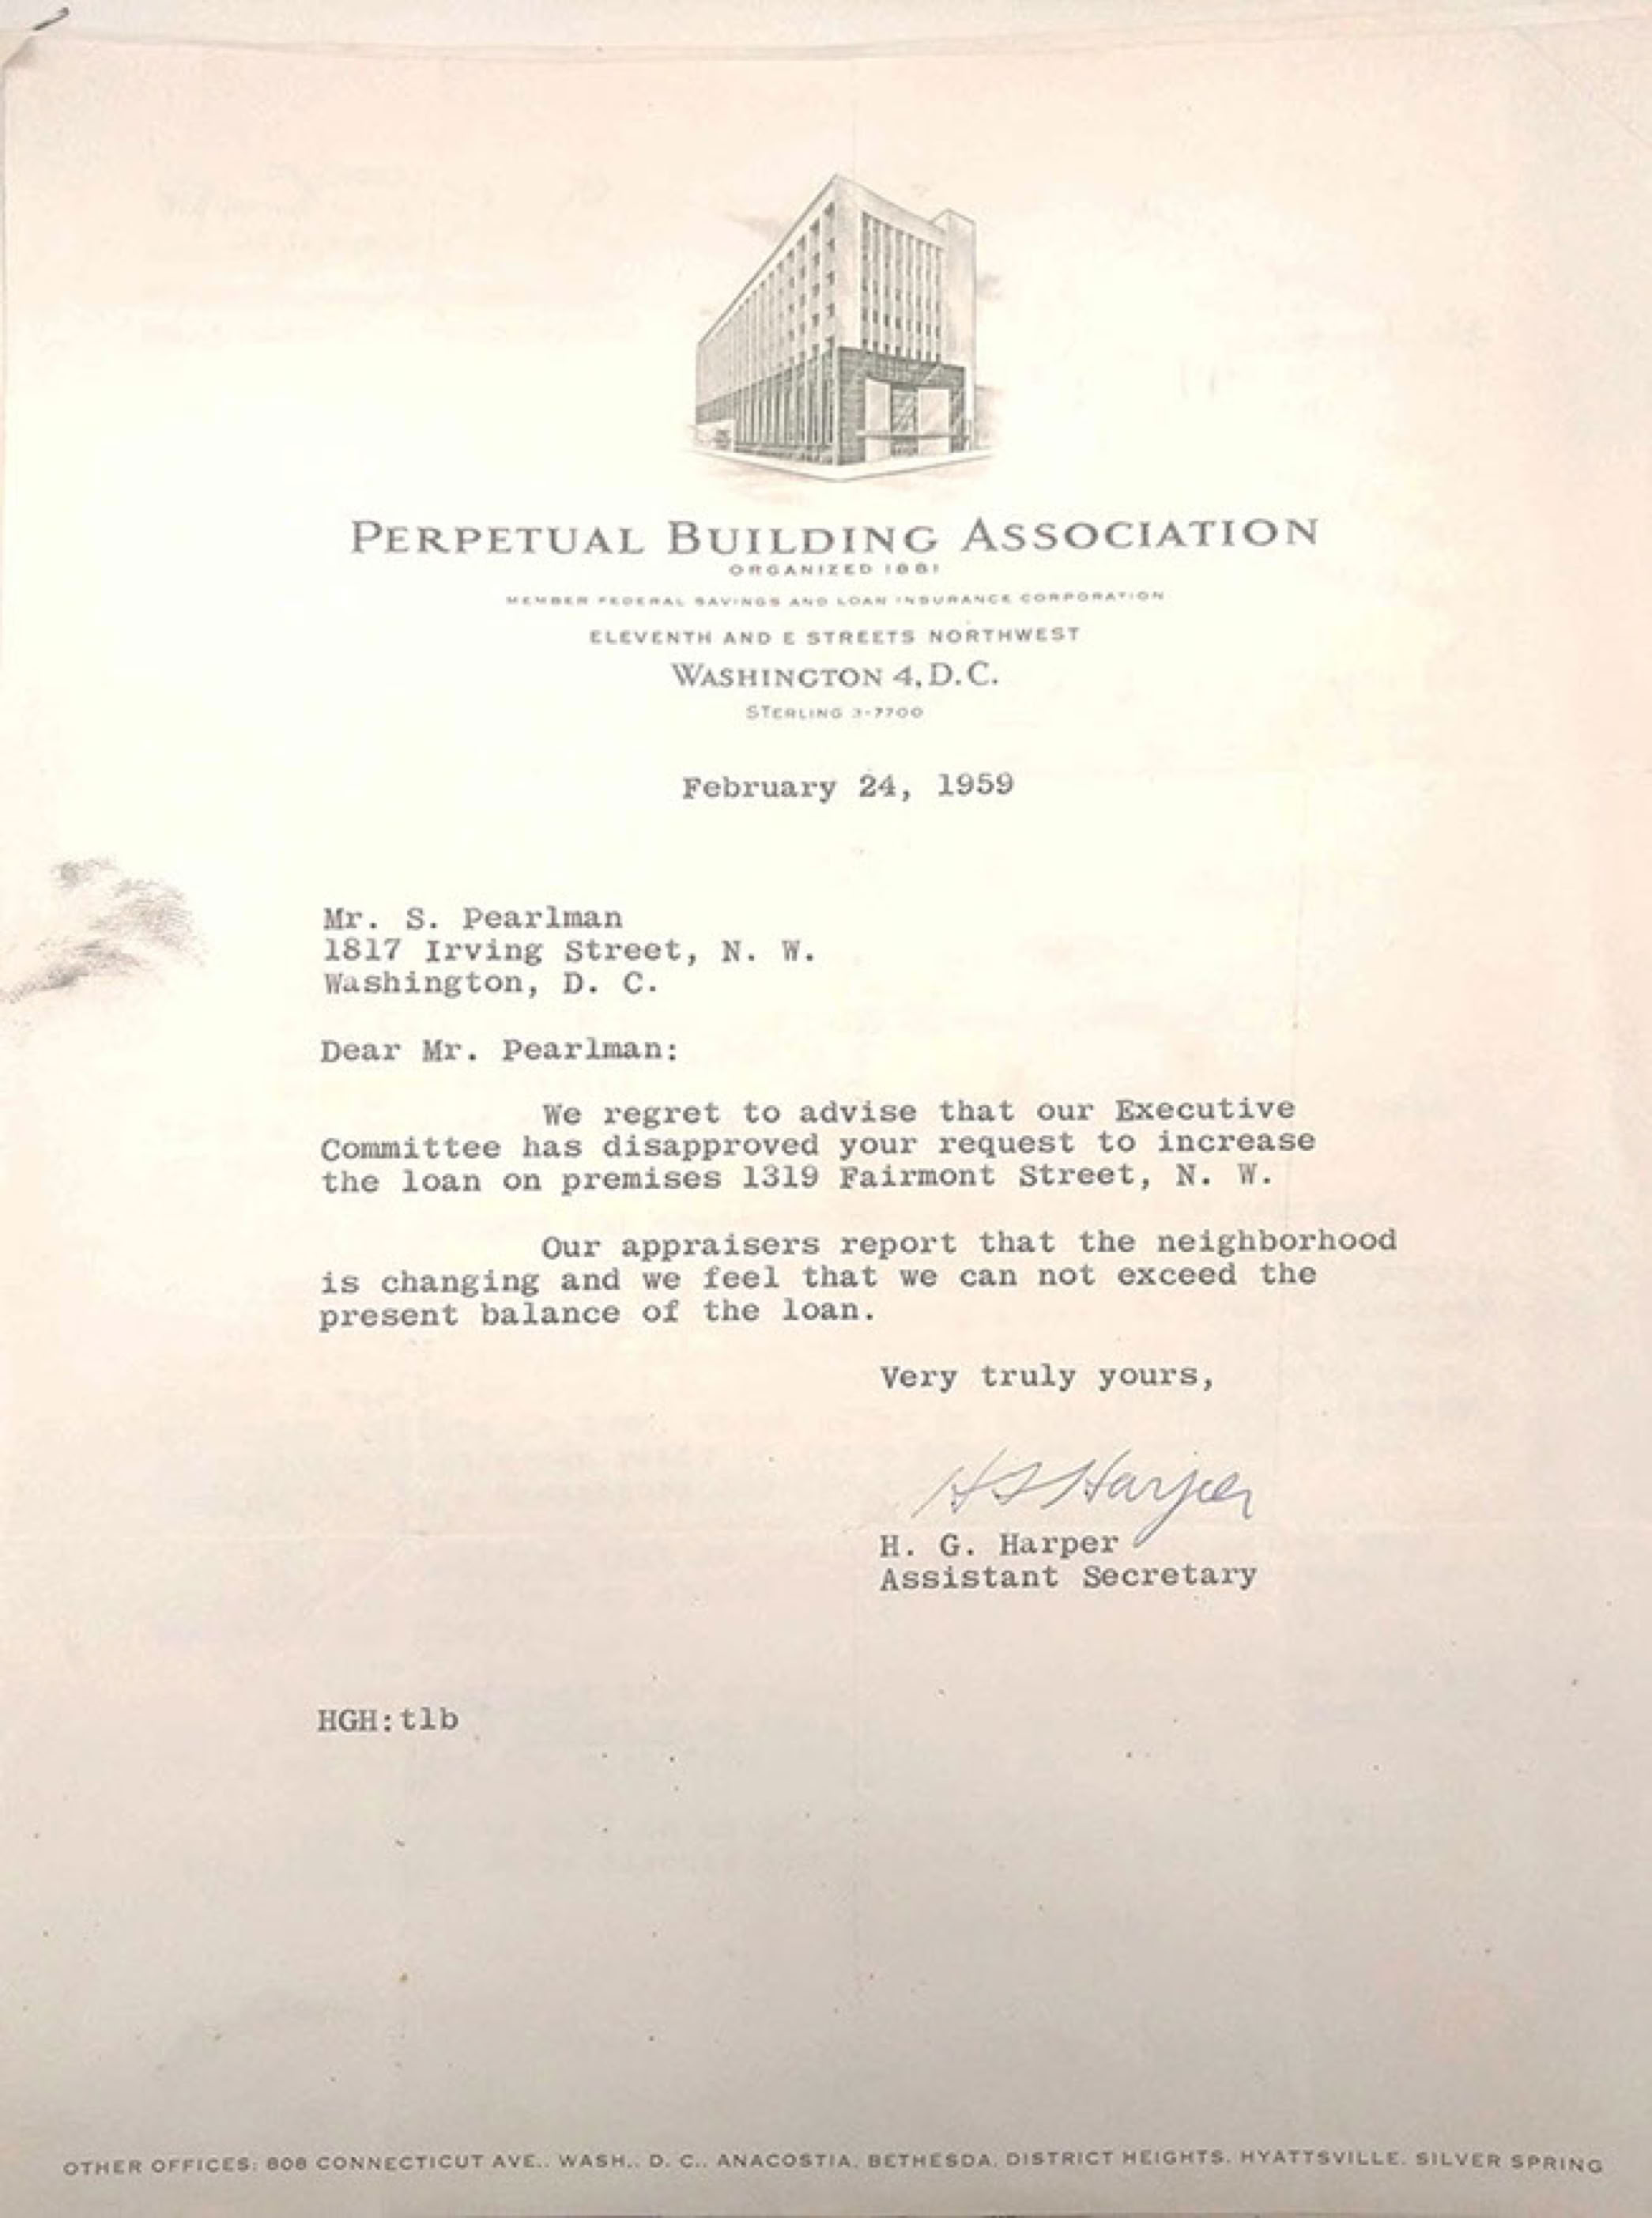 PERPETUAL BUILDING ASSOCIATION
ORGANIZED 1881
MEMBER FEDERAL SAVINGS AND LOAN INSURANCE CORPORATION
ELEVENTH AND E STREETS NORTHWEST
WASHINGTON 4, D.C.
STERLING 3-7700
February 24, 1959
Mr. S. Pearlman
1817 Irving Street, N. W.
Washington, D. C.
Dear Mr. Pearlman:
We regret to advise that our Executive
Committee has disapproved your request to increase
the loan on premises 1319 Fairmont Street, N. W.
Our appraisers report that the neighborhood
is changing and we feel that we can not exceed the
present balance of the loan.
Very truly yours,
H G Harper
H. G. Harper
Assistant Secretary
HGH:tlb
OTHER OFFICES: 808 CONNECTICUT AVE., WASH., D. C., ANACOSTIA, BETHESDA, DISTRICT HEIGHTS, HYATTSVILLE, SILVER SPRING